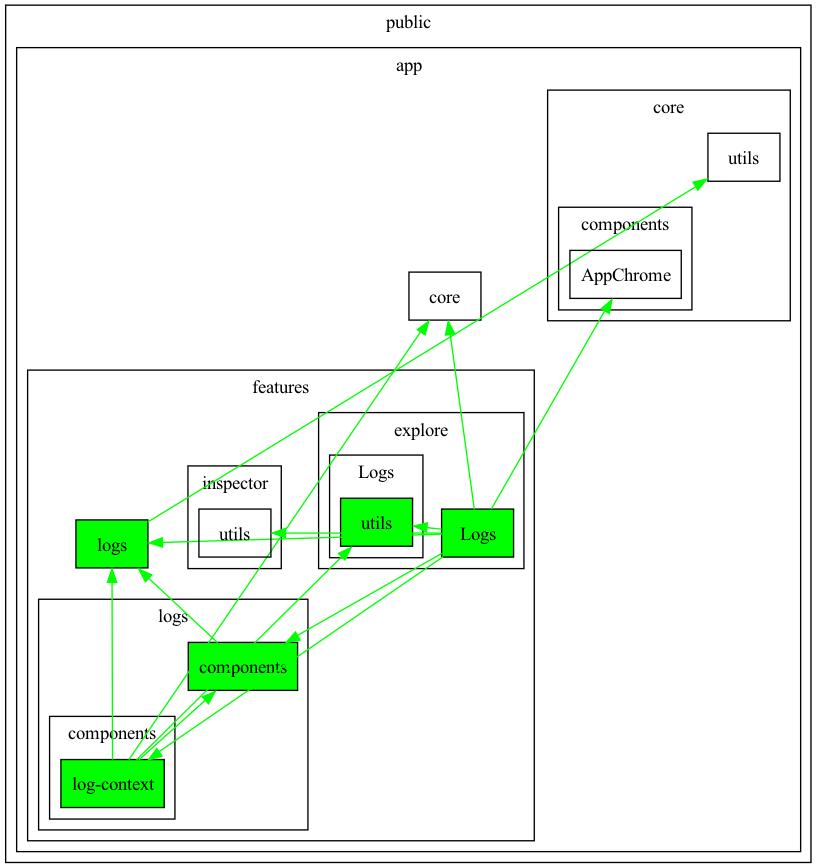 public
app
core
utils
components
AppChrome
core
features
explore
Logs
inspector
utils
utils
Logs
logs
logs
components
components
log-context